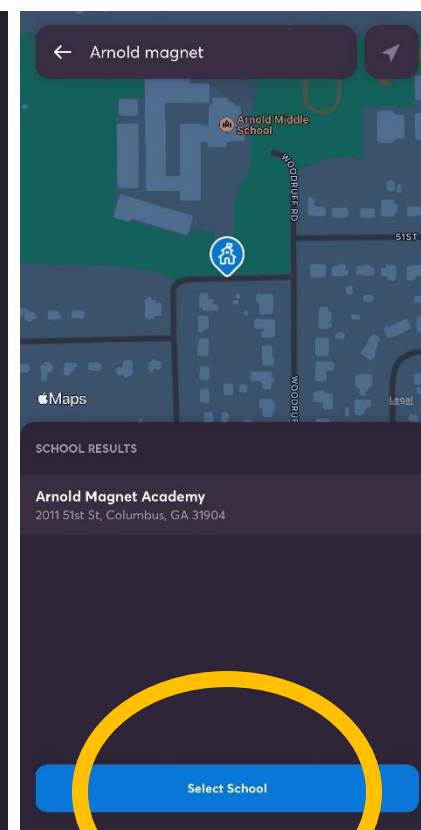 Arnold magnet
Arnold Middle
School
WOODRUFF RD
51ST
WOODRUF
Maps
Legal
SCHOOL RESULTS
Arnold Magnet Academy
2011 51st St, Columbus, GA 31904
Select School